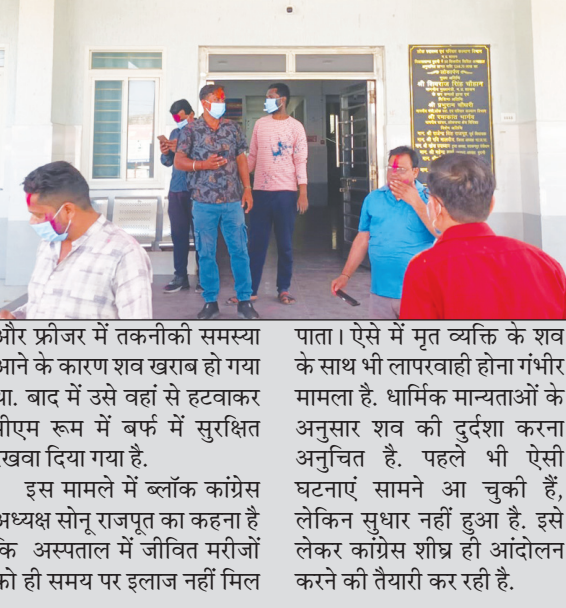 श्री शिवराज सिंह चौहान
और फ्रीजर में तकनीकी समस्या
आने के कारण शव खराब हो गया
था. बाद में उसे वहां से हटवाकर
पीएम रूम में बर्फ में सुरक्षित
रखवा दिया गया है.
इस मामले में ब्लॉक कांग्रेस
अध्यक्ष सोनू राजपूत का कहना है
कि अस्पताल में जीवित मरीजों
को ही समय पर इलाज नहीं मिल
पाता। ऐसे में मृत व्यक्ति के शव
के साथ भी लापरवाही होना गंभीर
मामला है. धार्मिक मान्यताओं के
अनुसार शव की दुर्दशा करना
अनुचित है. पहले भी ऐसी
घटनाएं सामने आ चुकी हैं,
लेकिन सुधार नहीं हुआ है. इसे
लेकर कांग्रेस शीघ्र ही आंदोलन
करने की तैयारी कर रही है.